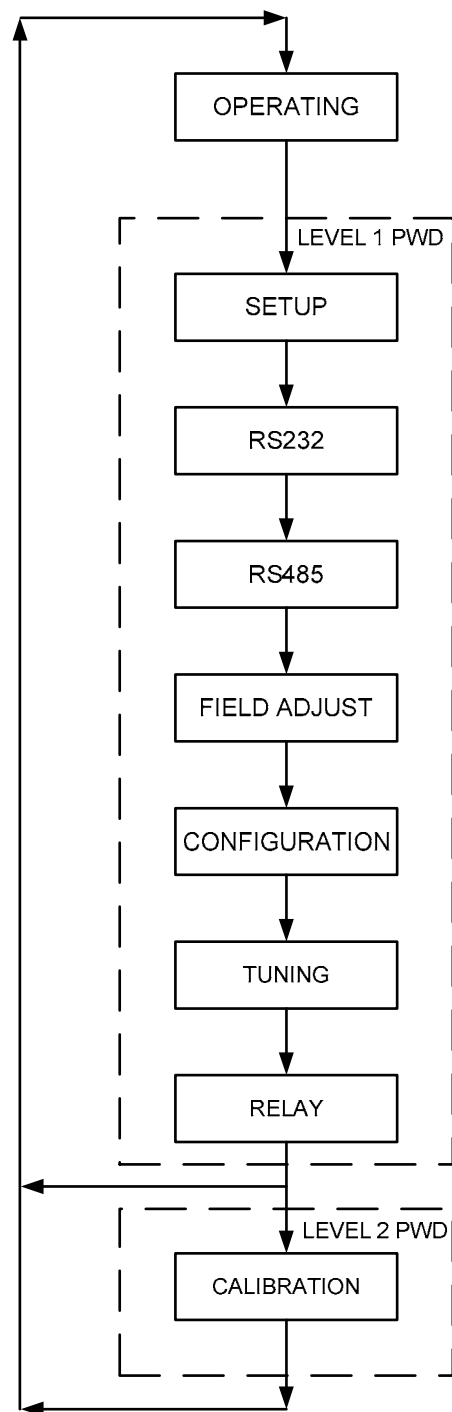 OPERATING
LEVEL 1 PWD
SETUP
RS232
RS485
FIELD ADJUST
CONFIGURATION
TUNING
RELAY
LEVEL 2 PWD
CALIBRATION